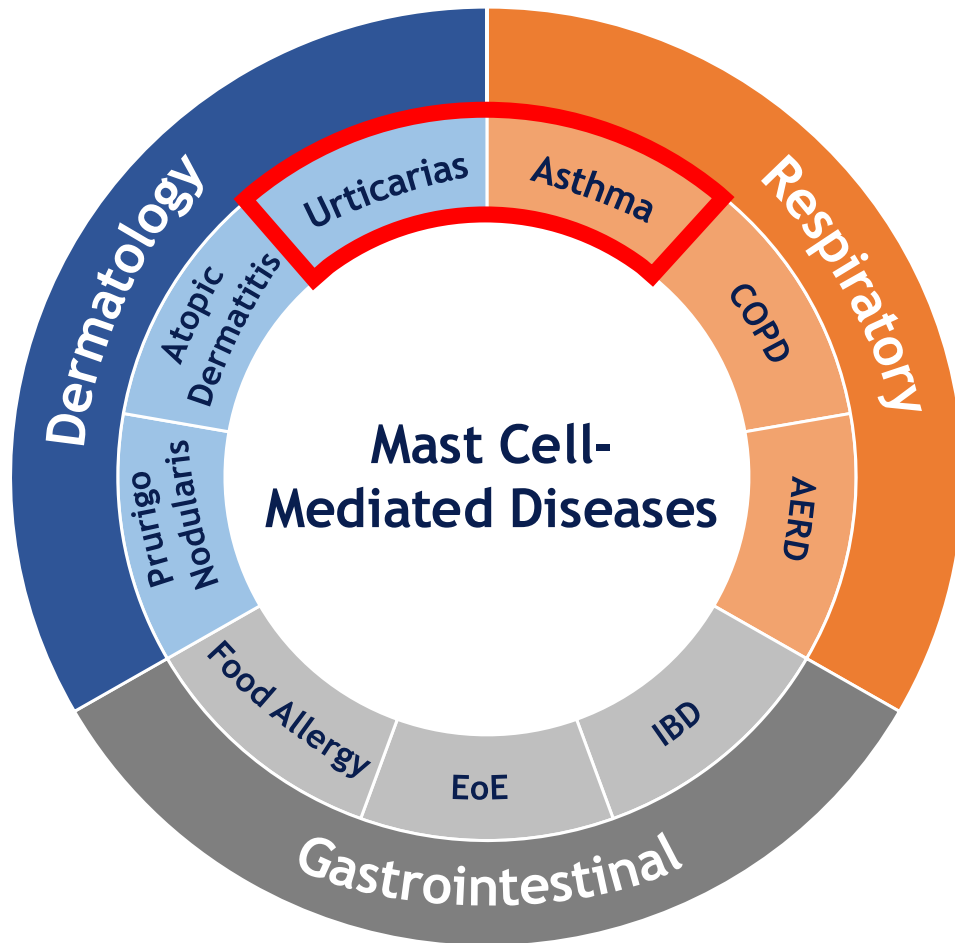 Dermatology
Respiratory
Gastrointestinal
Urticarias
Asthma
Atopic
Dermatitis
COPD
Prurigo
Nodularis
AERD
Food Allergy
EoE
IBD
Mast Cell-
Mediated Diseases